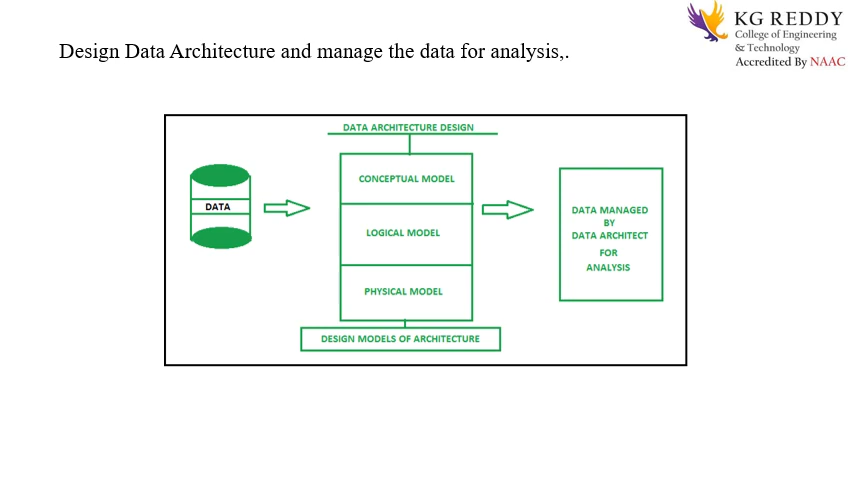 KG REDDY
College of Engineering
& Technology
Accredited By NAAC
Design Data Architecture and manage the data for analysis,.
DATA ARCHITECTURE DESIGN
DATA
CONCEPTUAL MODEL
LOGICAL MODEL
PHYSICAL MODEL
DESIGN MODELS OF ARCHITECTURE
DATA MANAGED
BY
DATA ARCHITECT
FOR
ANALYSIS